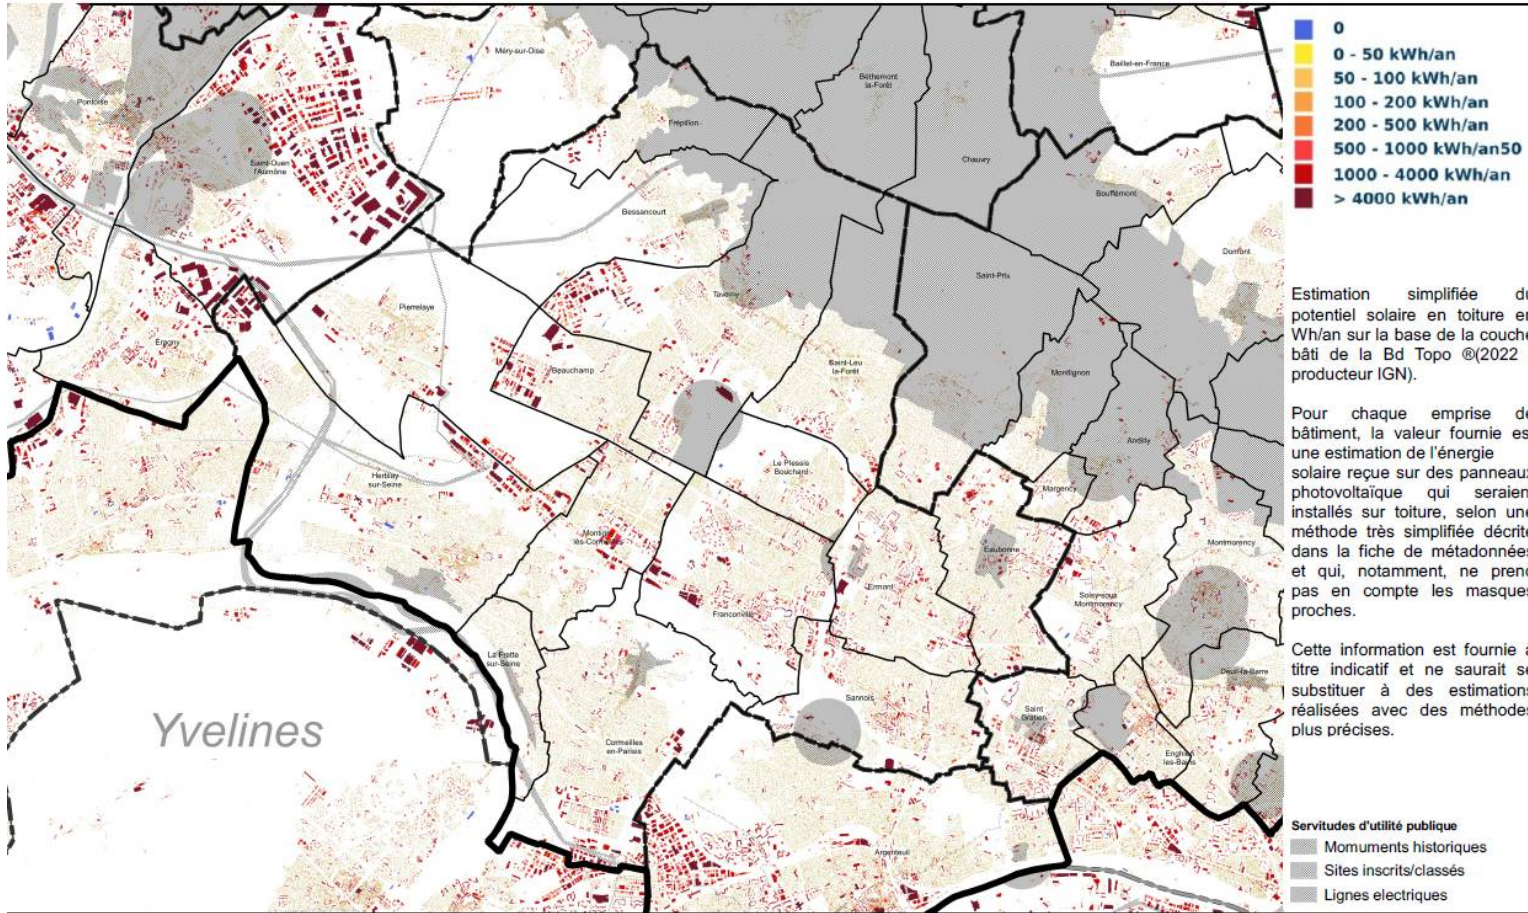 Méry-sur-Oise
Baillet-en-France
Béthemont
la-Forêt
Pontoise
Frépillon
Saint-Ouen
l'Aumône
Chauvry
Bouffémont
Bessancourt
Domont
Saint-Prix
Taverny
Pierrelaye
Éragny
Beauchamp
Saint-Leu
la-Forêt
Montlignon
Andilly
Le Plessis
Bouchard
Herblay
sur-Seine
Margency
Montigny
lès-Cormeilles
Eaubonne
Montmorency
Ermont
Soisy-sous
Montmorency
Franconville
La Frette
sur-Seine
Deuil-la-Barre
Sannois
Saint
Gratien
Yvelines
Cormeilles
en-Parisis
Enghien
les-Bains
Argenteuil
0
0 - 50 kWh/an
50 - 100 kWh/an
100 - 200 kWh/an
200 - 500 kWh/an
500 - 1000 kWh/an50
1000 - 4000 kWh/an
> 4000 kWh/an
Estimation simplifiée du
potentiel solaire en toiture en
Wh/an sur la base de la couche
bâti de la Bd Topo ®(2022
producteur IGN).
Pour chaque emprise de
bâtiment, la valeur fournie est
une estimation de l'énergie
solaire reçue sur des panneaux
photovoltaïque qui seraient
installés sur toiture, selon une
méthode très simplifiée décrite
dans la fiche de métadonnées
et qui, notamment, ne prend
pas en compte les masques
proches.
Cette information est fournie à
titre indicatif et ne saurait se
substituer à des estimations
réalisées avec des méthodes
plus précises.
Servitudes d'utilité publique
Momuments historiques
Sites inscrits/classés
Lignes electriques